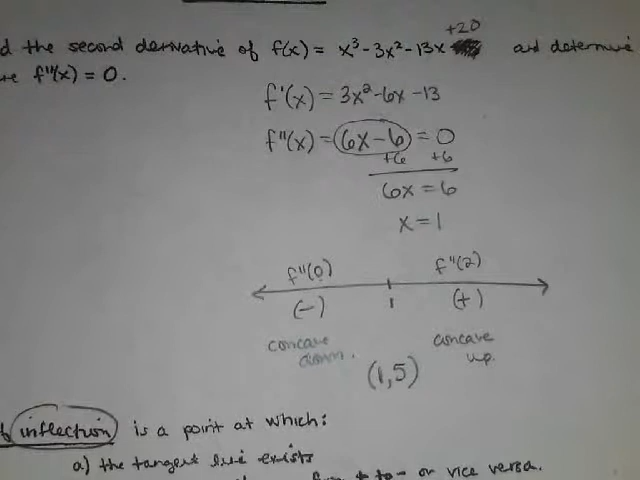 +20
d the second derivative of f(x) = x³-3x²-13x and determine
re f"(x) = 0.
f'(x) = 3x²-6x-13
f"(x) = 6x-6 = 0
+6 +6
6x = 6
x = 1
f"(0) f"(2)
(-) 1 (+)
concave down. concave up.
(1,5)
inflection is a point at which:
a) the tangent line exists
from + to - or vice versa.